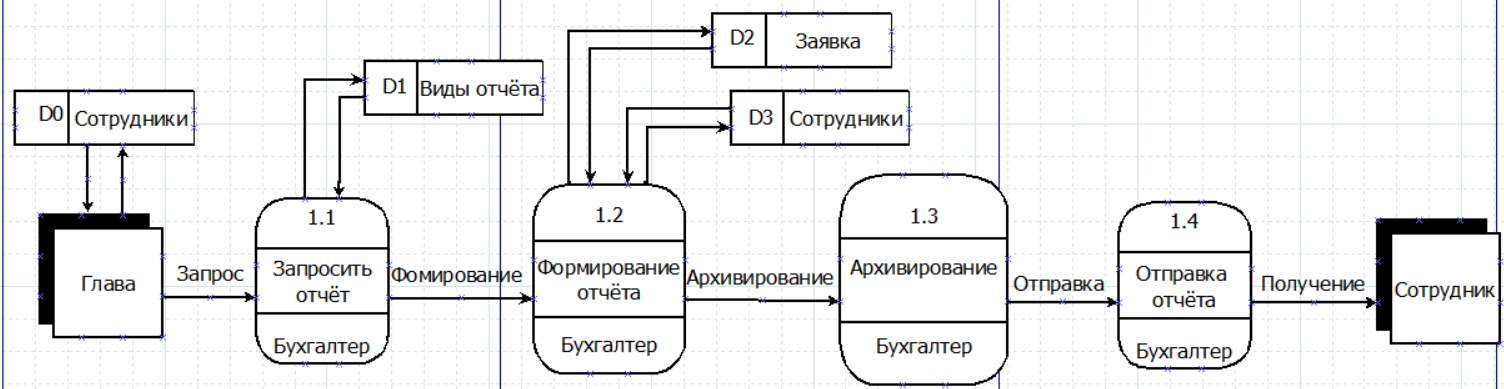 D2
Заявка
D1
Виды отчёта
D0
Сотрудники
D3
Сотрудники
1.1
1.2
1.3
1.4
Глава
Запрос
Запросить
отчёт
Фомирование
Формирование
отчёта
Архивирование
Архивирование
Отправка
Отправка
отчёта
Получение
Сотрудник
Бухгалтер
Бухгалтер
Бухгалтер
Бухгалтер